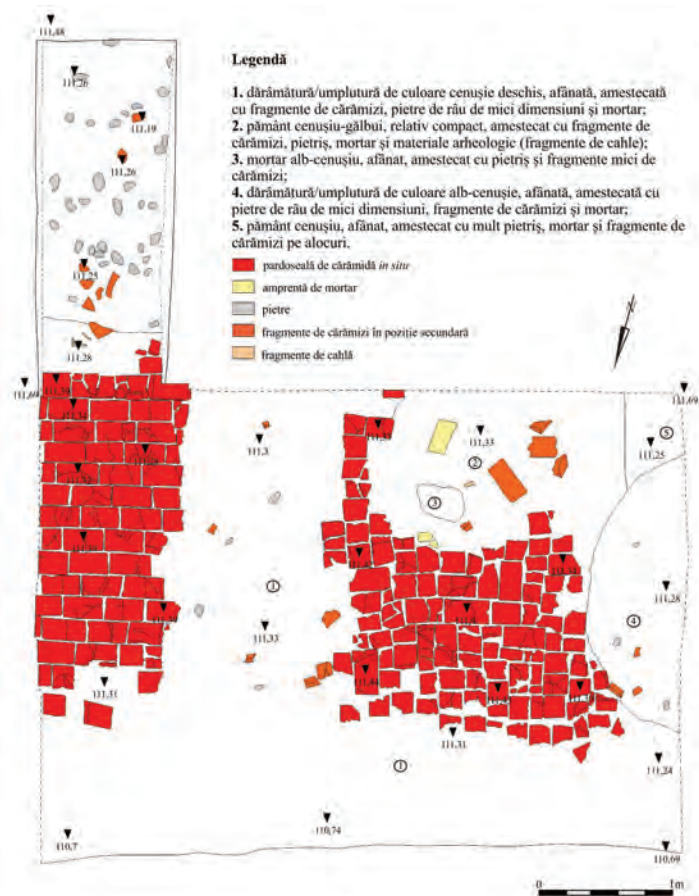 111,48
111,26
111,19
111,26
111,25
111,28
Legendă
1. dărâmătură/umplutură de culoare cenușie deschis, afânată, amestecată
cu fragmente de cărămizi, pietre de râu de mici dimensiuni și mortar;
2. pământ cenușiu-gălbui, relativ compact, amestecat cu fragmente de
cărămizi, pietriș, mortar și materiale arheologic (fragmente de cahle);
3. mortar alb-cenușiu, afânat, amestecat cu pietriș și fragmente mici de
cărămizi;
4. dărâmătură/umplutură de culoare alb-cenușie, afânată, amestecată cu
pietre de râu de mici dimensiuni, fragmente de cărămizi și mortar;
5. pământ cenușiu, afânat, amestecat cu mult pietriș, mortar și fragmente de
cărămizi pe alocuri.
pardoseală de cărămidă in situ
amprentă de mortar
pietre
fragmente de cărămizi în poziție secundară
fragmente de cahlă
N
111,69
111,69
111,3
111,33
2
5
111,25
3
1
111,28
111,33
4
111,31
111,31
111,24
1
110,7
110,74
110,69
0 1m